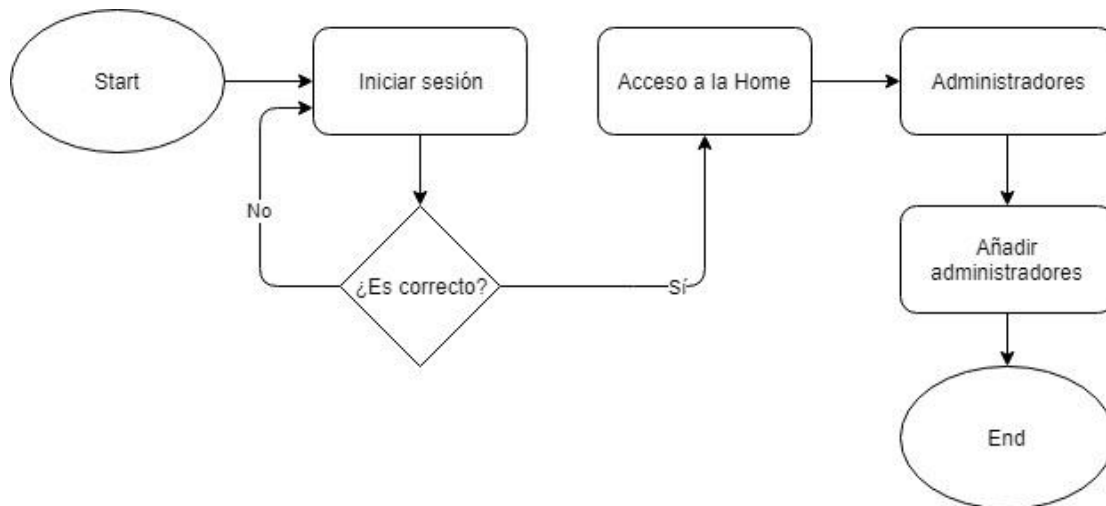 Start
Iniciar sesión
Acceso a la Home
Administradores
No
¿Es correcto?
Sí
Añadir
administradores
End